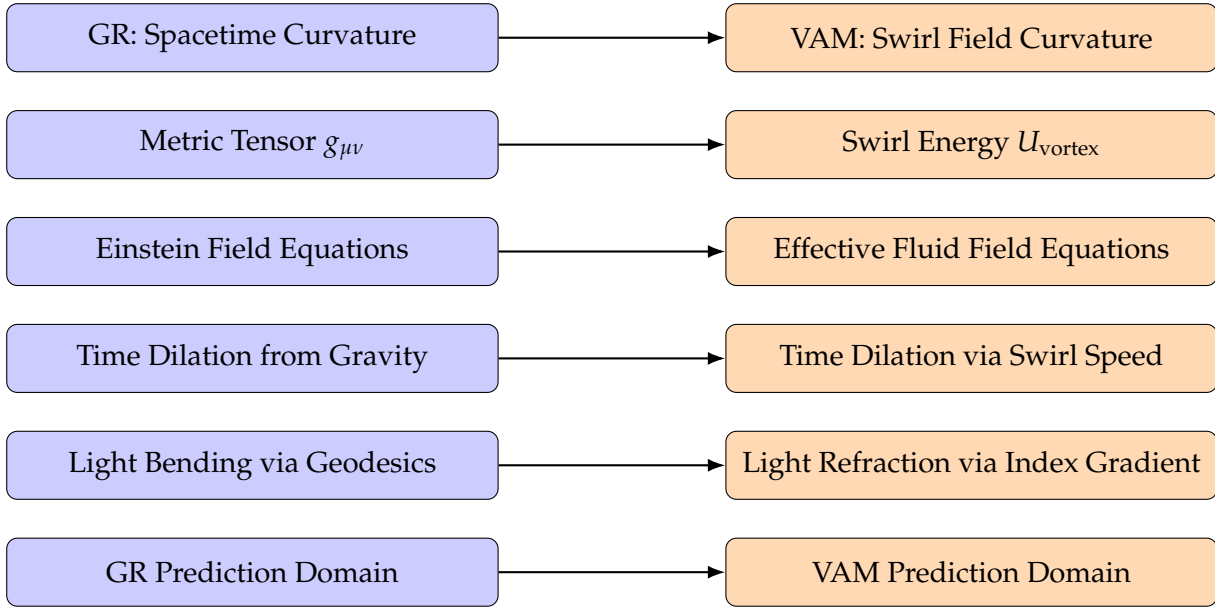 GR: Spacetime Curvature
VAM: Swirl Field Curvature
Metric Tensor gμν
Swirl Energy Uvortex
Einstein Field Equations
Effective Fluid Field Equations
Time Dilation from Gravity
Time Dilation via Swirl Speed
Light Bending via Geodesics
Light Refraction via Index Gradient
GR Prediction Domain
VAM Prediction Domain